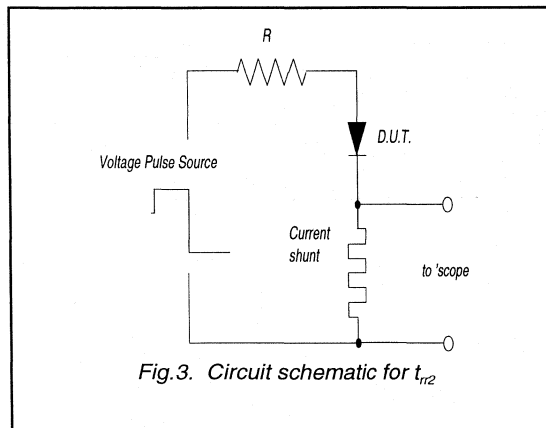 R
D.U.T.
Voltage Pulse Source
Current
shunt
to 'scope
Fig.3. Circuit schematic for trr2